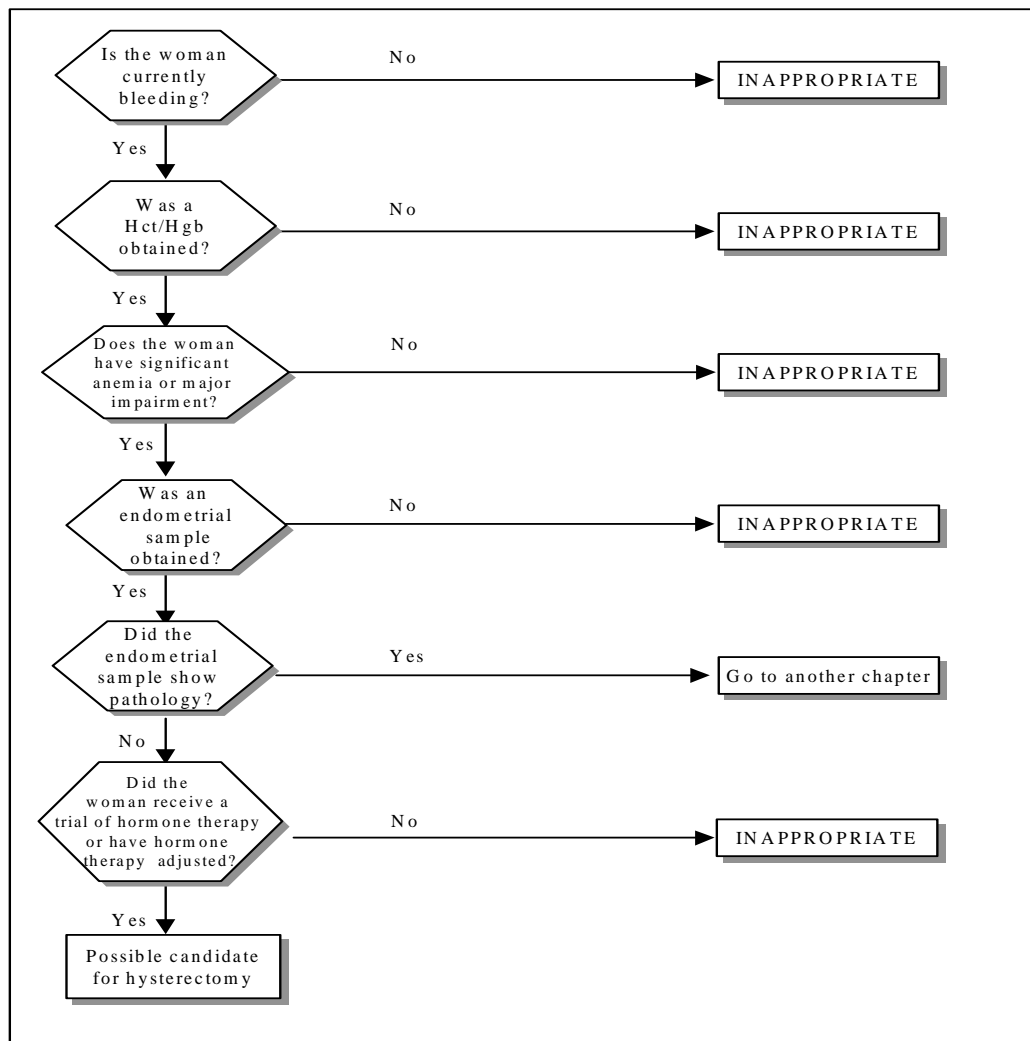 Is the woman
currently
bleeding?
No
INAPPROPRIATE
Yes
Was a
Hct/Hgb
obtained?
No
INAPPROPRIATE
Yes
Does the woman
have significant
anemia or major
impairment?
No
INAPPROPRIATE
Yes
Was an
endometrial
sample
obtained?
No
INAPPROPRIATE
Yes
Did the
endometrial
sample show
pathology?
Yes
Go to another chapter
No
Did the
woman receive a
trial of hormone therapy
or have hormone
therapy adjusted?
No
INAPPROPRIATE
Yes
Possible candidate
for hysterectomy